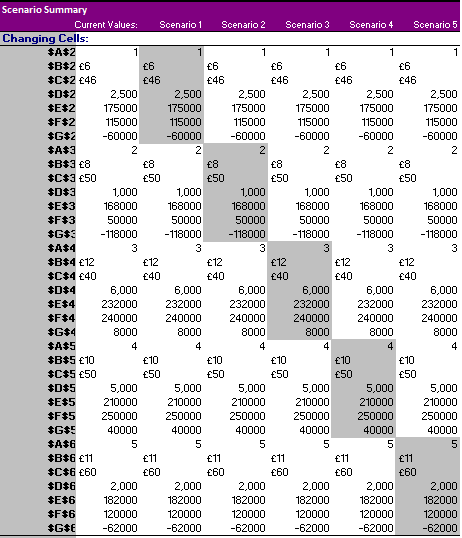 Scenario Summary
Current Values: Scenario 1 Scenario 2 Scenario 3 Scenario 4 Scenario 5
Changing Cells:
$A$2 1 1 1 1 1 1
$B$2 £6 £6 £6 £6 £6 £6
$C$2 £46 £46 £46 £46 £46 £46
$D$2 2,500 2,500 2,500 2,500 2,500 2,500
$E$2 175000 175000 175000 175000 175000 175000
$F$2 115000 115000 115000 115000 115000 115000
$G$2 -60000 -60000 -60000 -60000 -60000 -60000
$A$3 2 2 2 2 2 2
$B$3 £8 £8 £8 £8 £8 £8
$C$3 £50 £50 £50 £50 £50 £50
$D$3 1,000 1,000 1,000 1,000 1,000 1,000
$E$3 168000 168000 168000 168000 168000 168000
$F$3 50000 50000 50000 50000 50000 50000
$G$3 -118000 -118000 -118000 -118000 -118000 -118000
$A$4 3 3 3 3 3 3
$B$4 £12 £12 £12 £12 £12 £12
$C$4 £40 £40 £40 £40 £40 £40
$D$4 6,000 6,000 6,000 6,000 6,000 6,000
$E$4 232000 232000 232000 232000 232000 232000
$F$4 240000 240000 240000 240000 240000 240000
$G$4 8000 8000 8000 8000 8000 8000
$A$5 4 4 4 4 4 4
$B$5 £10 £10 £10 £10 £10 £10
$C$5 £50 £50 £50 £50 £50 £50
$D$5 5,000 5,000 5,000 5,000 5,000 5,000
$E$5 210000 210000 210000 210000 210000 210000
$F$5 250000 250000 250000 250000 250000 250000
$G$5 40000 40000 40000 40000 40000 40000
$A$6 5 5 5 5 5 5
$B$6 £11 £11 £11 £11 £11 £11
$C$6 £60 £60 £60 £60 £60 £60
$D$6 2,000 2,000 2,000 2,000 2,000 2,000
$E$6 182000 182000 182000 182000 182000 182000
$F$6 120000 120000 120000 120000 120000 120000
$G$6 -62000 -62000 -62000 -62000 -62000 -62000